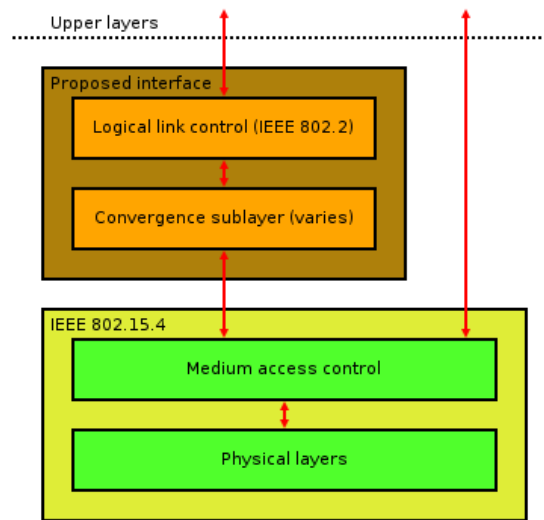 Upper layers
Proposed interface
Logical link control (IEEE 802.2)
Convergence sublayer (varies)
IEEE 802.15.4
Medium access control
Physical layers